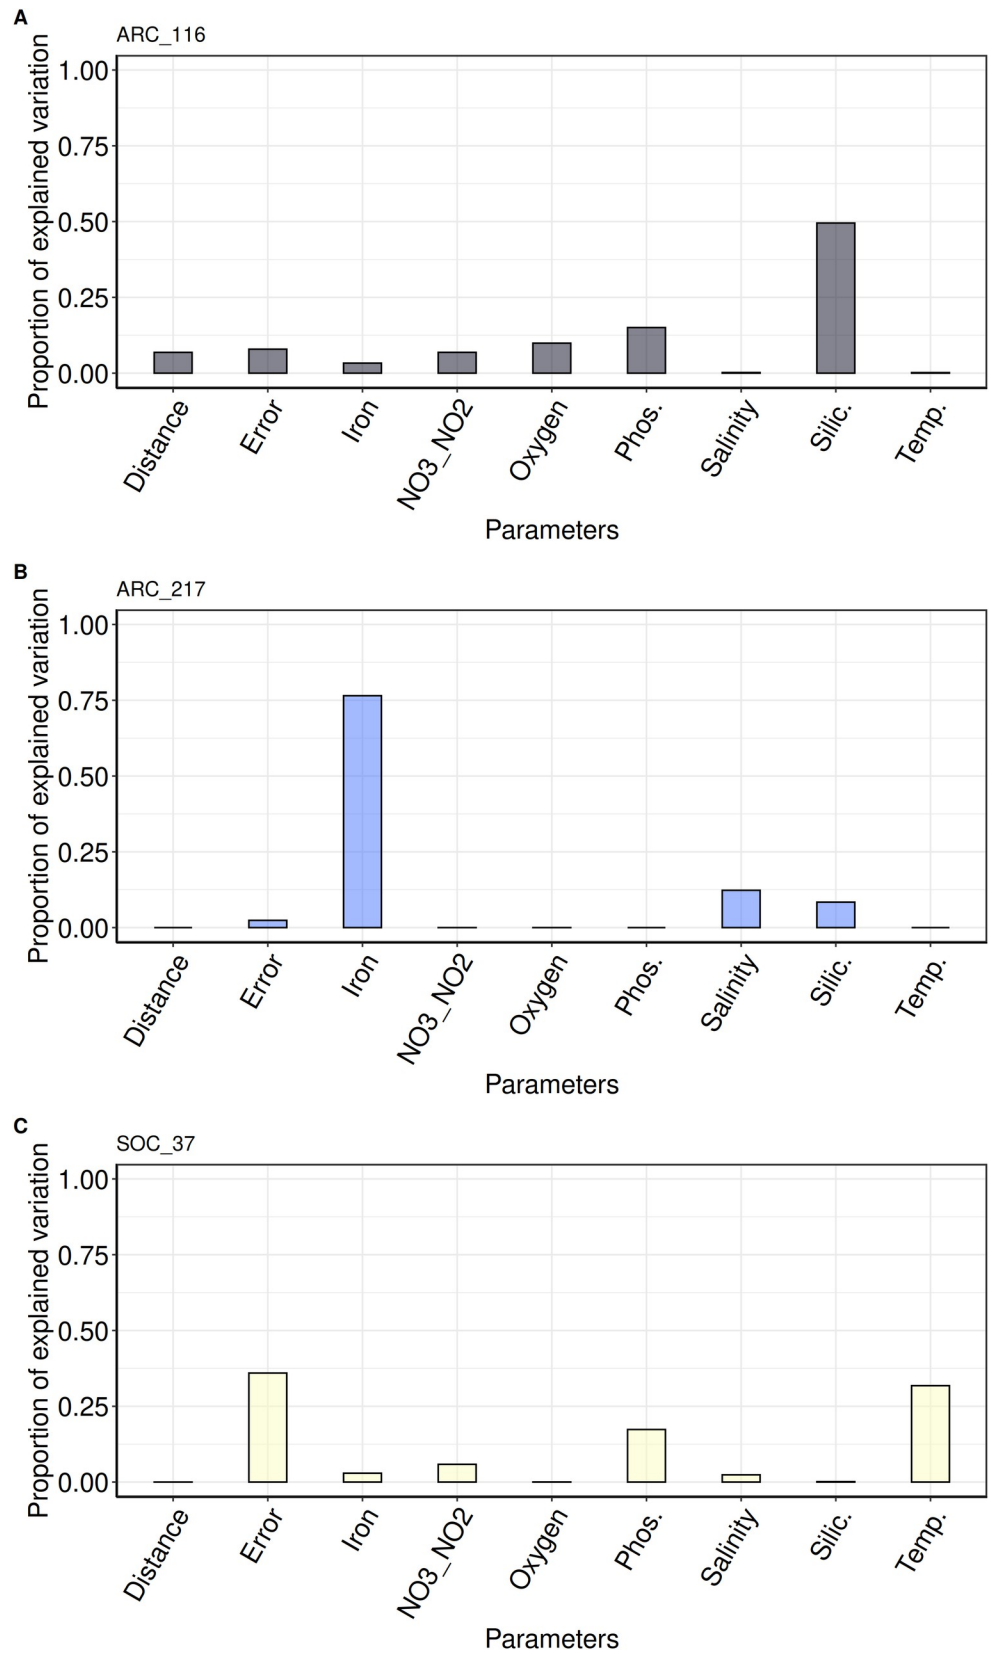 A
ARC_116
Proportion of explained variation
1.00
0.75
0.50
0.25
0.00
Distance Error Iron NO3_NO2 Oxygen Phos. Salinity Silic. Temp.
Parameters
B
ARC_217
Proportion of explained variation
1.00
0.75
0.50
0.25
0.00
Distance Error Iron NO3_NO2 Oxygen Phos. Salinity Silic. Temp.
Parameters
C
SOC_37
Proportion of explained variation
1.00
0.75
0.50
0.25
0.00
Distance Error Iron NO3_NO2 Oxygen Phos. Salinity Silic. Temp.
Parameters